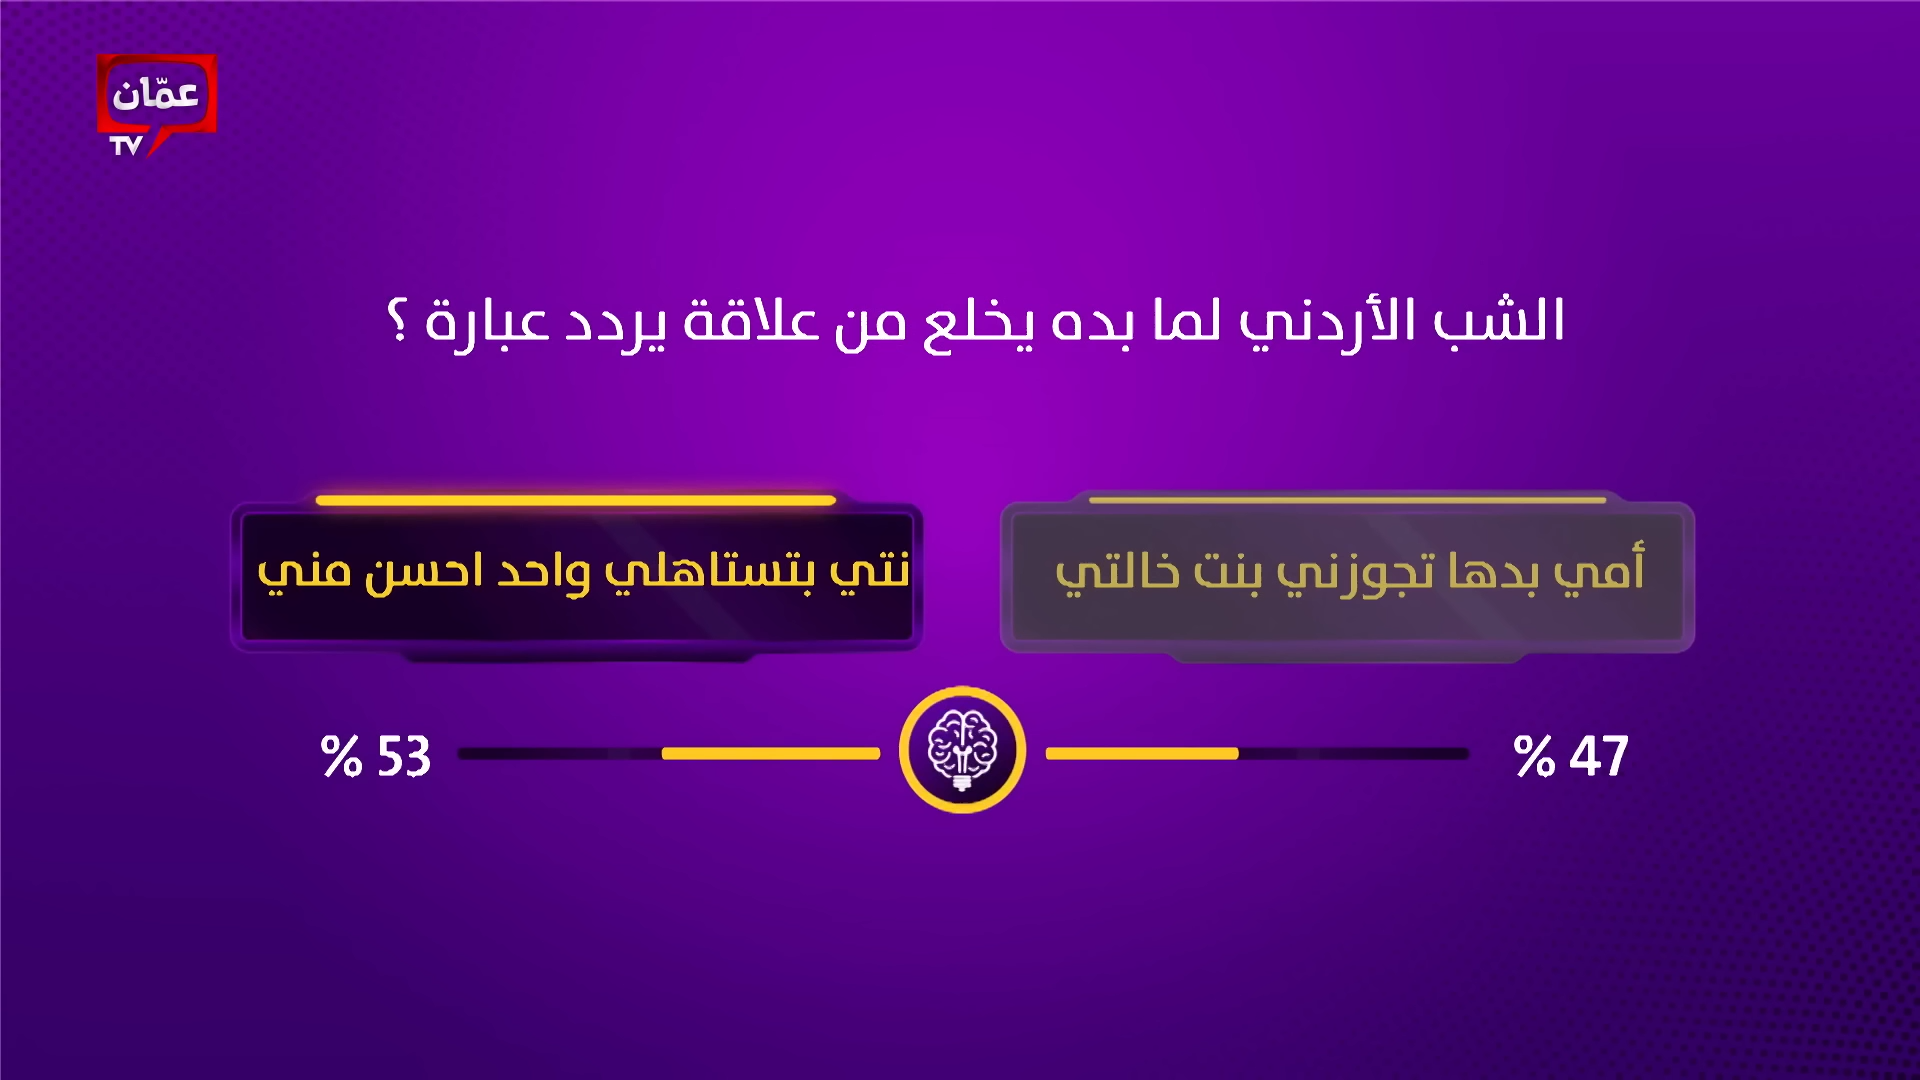 عمّان
TV
الشب الأردني لما بده يخلع من علاقة يردد عبارة ؟
أمي بدها تجوزني بنت خالتي
نتي بتستاهلي واحد احسن مني
% 47
% 53